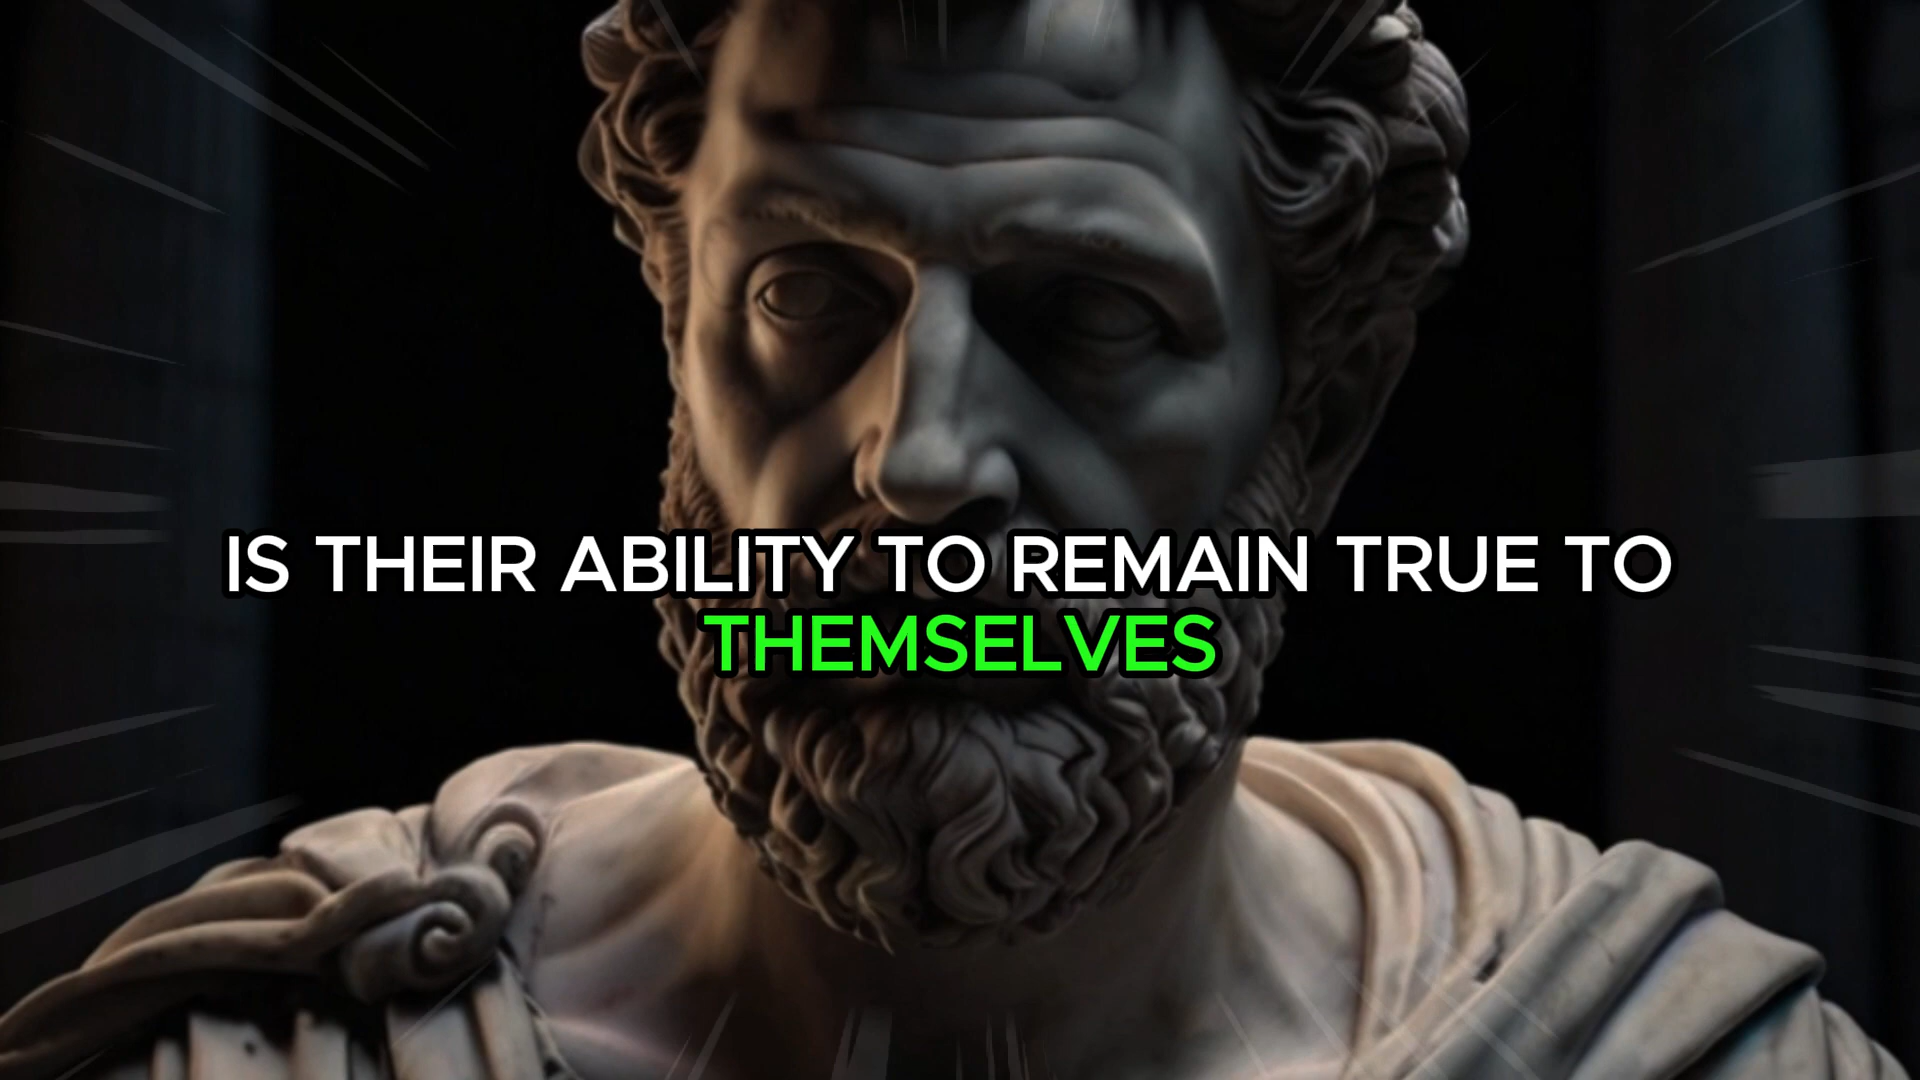 IS THEIR ABILITY TO REMAIN TRUE TO
THEMSELVES